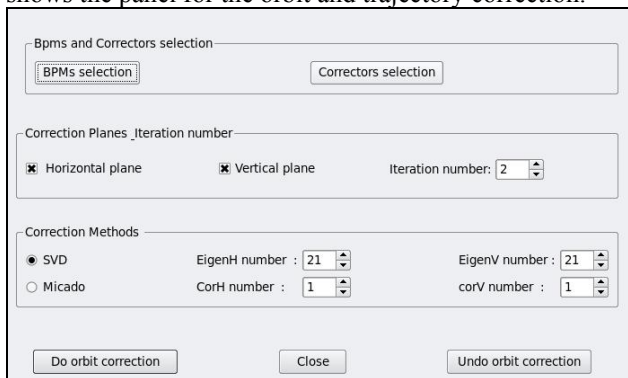 shows the panel for the orbit and trajectory correction.
Bpms and Correctors selection
BPMs selection Correctors selection
Correction Planes_Iteration number
Horizontal plane Vertical plane Iteration number: 2
Correction Methods
SVD EigenH number : 21 EigenV number : 21
Micado CorH number : 1 corV number : 1
Do orbit correction Close Undo orbit correction